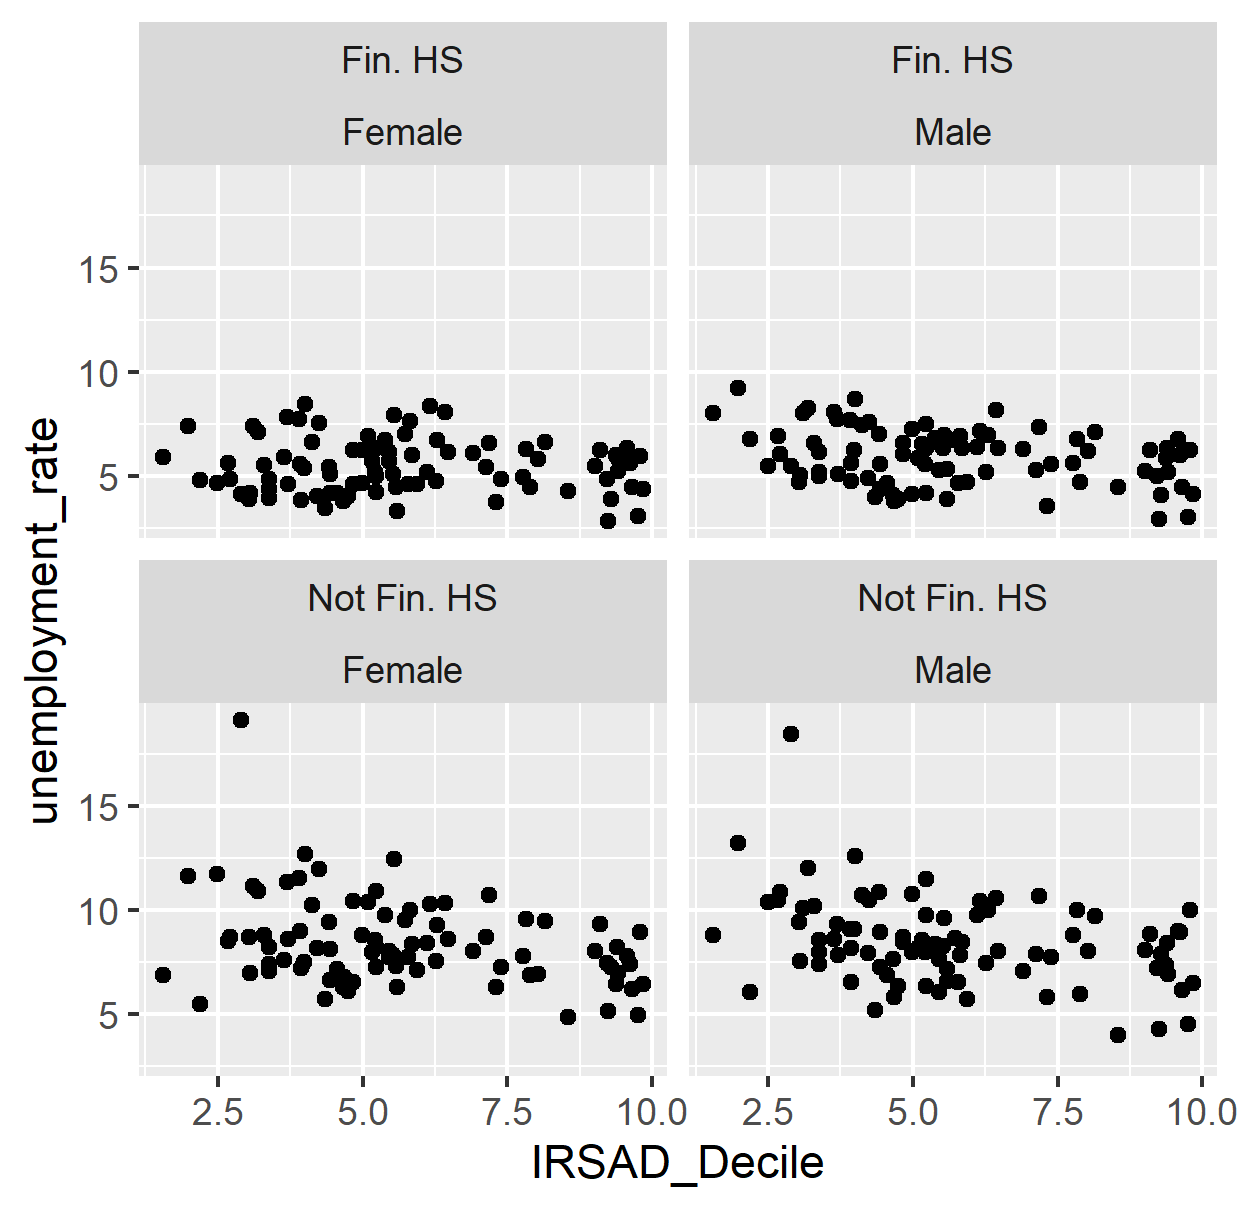 Fin. HS
Female
Fin. HS
Male
15
10
5
Not Fin. HS
Female
Not Fin. HS
Male
15
10
5
unemployment_rate
2.5
5.0
7.5
10.0
2.5
5.0
7.5
10.0
IRSAD_Decile